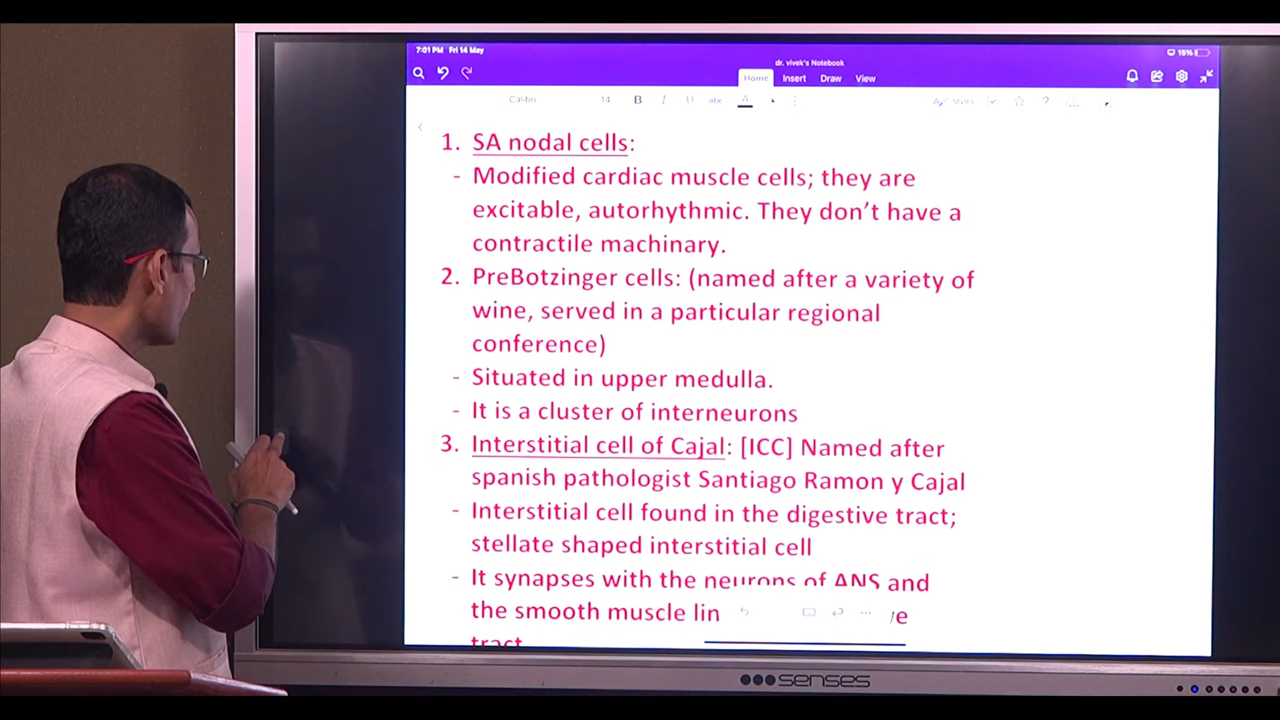 7:01 PM Fri 14 May
15%
dr. vivek's Notebook
Home Insert Draw View
Calibri 14 B I U abc A
1. SA nodal cells:
- Modified cardiac muscle cells; they are
excitable, autorhythmic. They don't have a
contractile machinary.
2. PreBotzinger cells: (named after a variety of
wine, served in a particular regional
conference)
- Situated in upper medulla.
- It is a cluster of interneurons
3. Interstitial cell of Cajal: [ICC] Named after
spanish pathologist Santiago Ramon y Cajal
- Interstitial cell found in the digestive tract;
stellate shaped interstitial cell
- It synapses with the neurons of ANS and
the smooth muscle lin
tract
senses